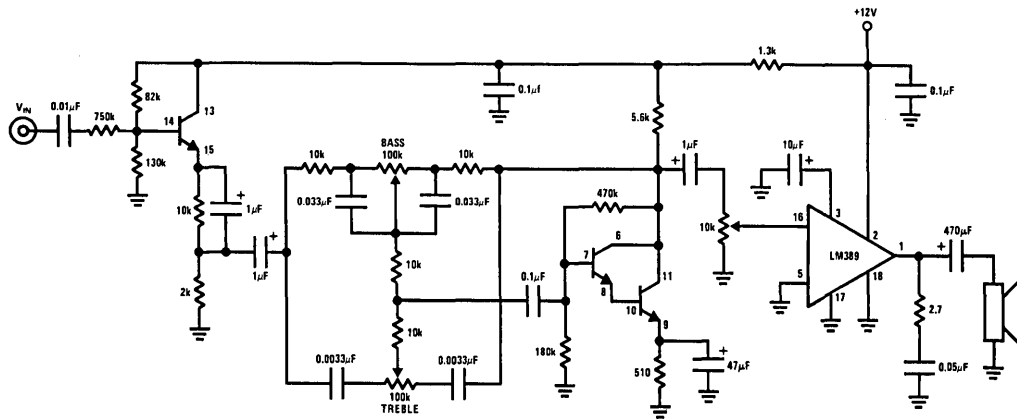 +12V
1.3k
VIN
0.01μF
750k
82k
14
13
15
130k
10k
+
1μF
2k
+
1μF
10k
BASS
100k
10k
0.033μF
0.033μF
10k
10k
0.0033μF
0.0033μF
100k
TREBLE
0.1μf
0.1μF
470k
7
6
8
180k
5.6k
11
10
9
510
+
47μF
1μF
+
10k
10μF
+
16
3
2
LM389
1
5
17
18
0.1μF
+
470μF
2.7
0.05μF